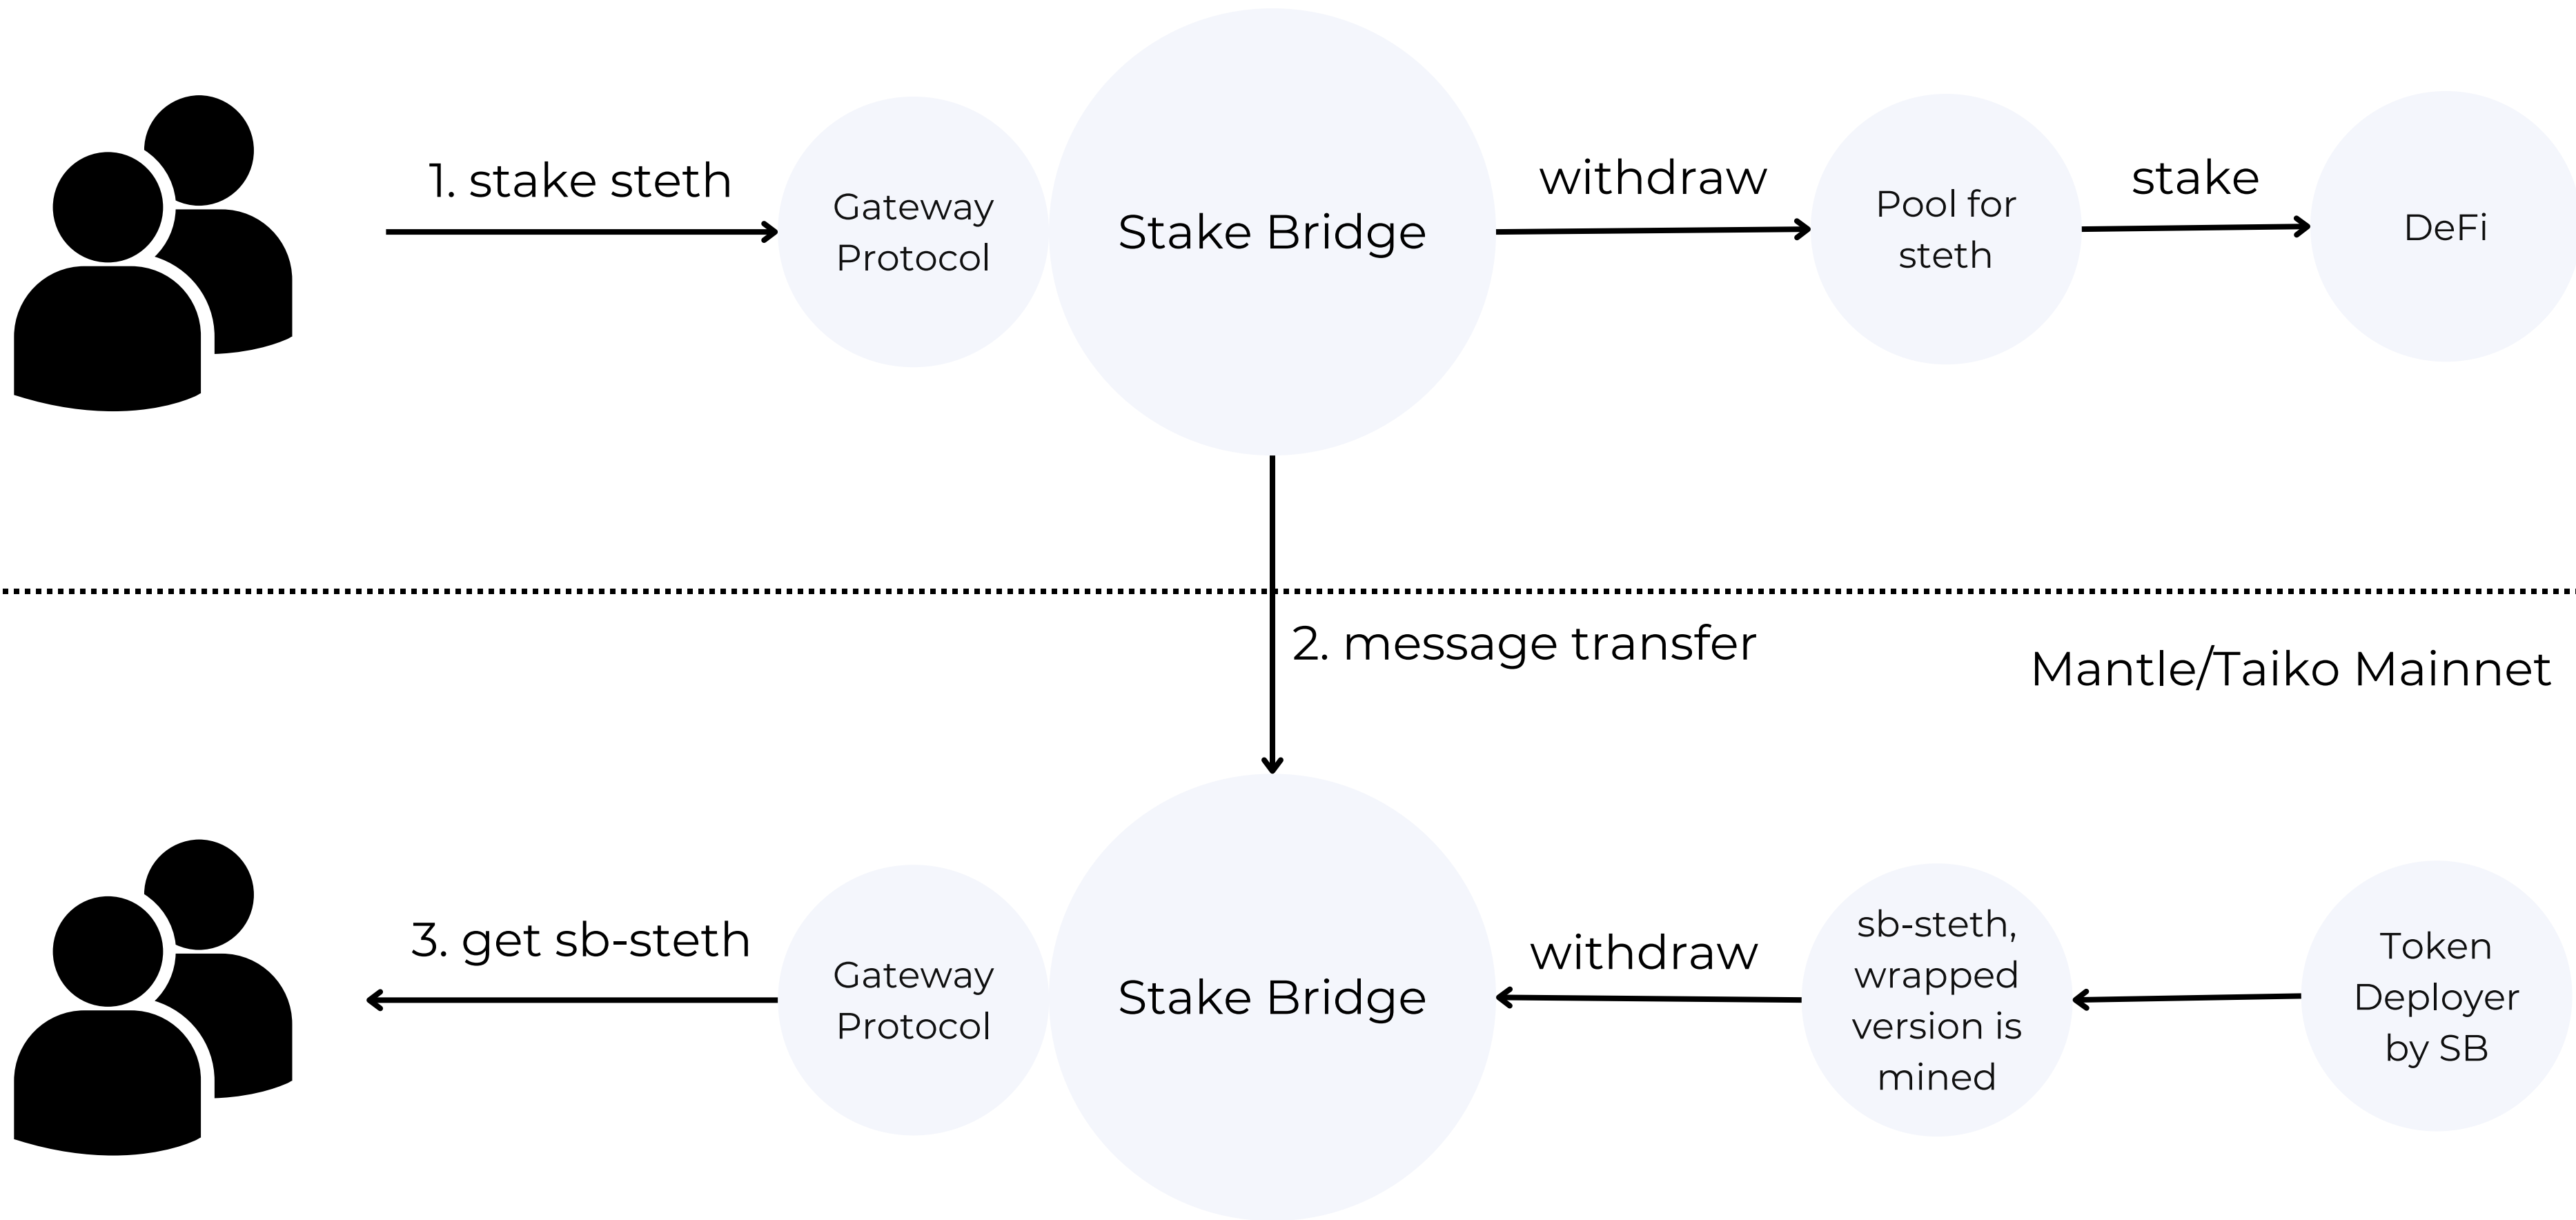 1. stake steth
Gateway
Protocol
Stake Bridge
withdraw
Pool for
steth
stake
DeFi
2. message transfer
Mantle/Taiko Mainnet
3. get sb-steth
Gateway
Protocol
Stake Bridge
withdraw
sb-steth,
wrapped
version is
mined
Token
Deployer
by SB